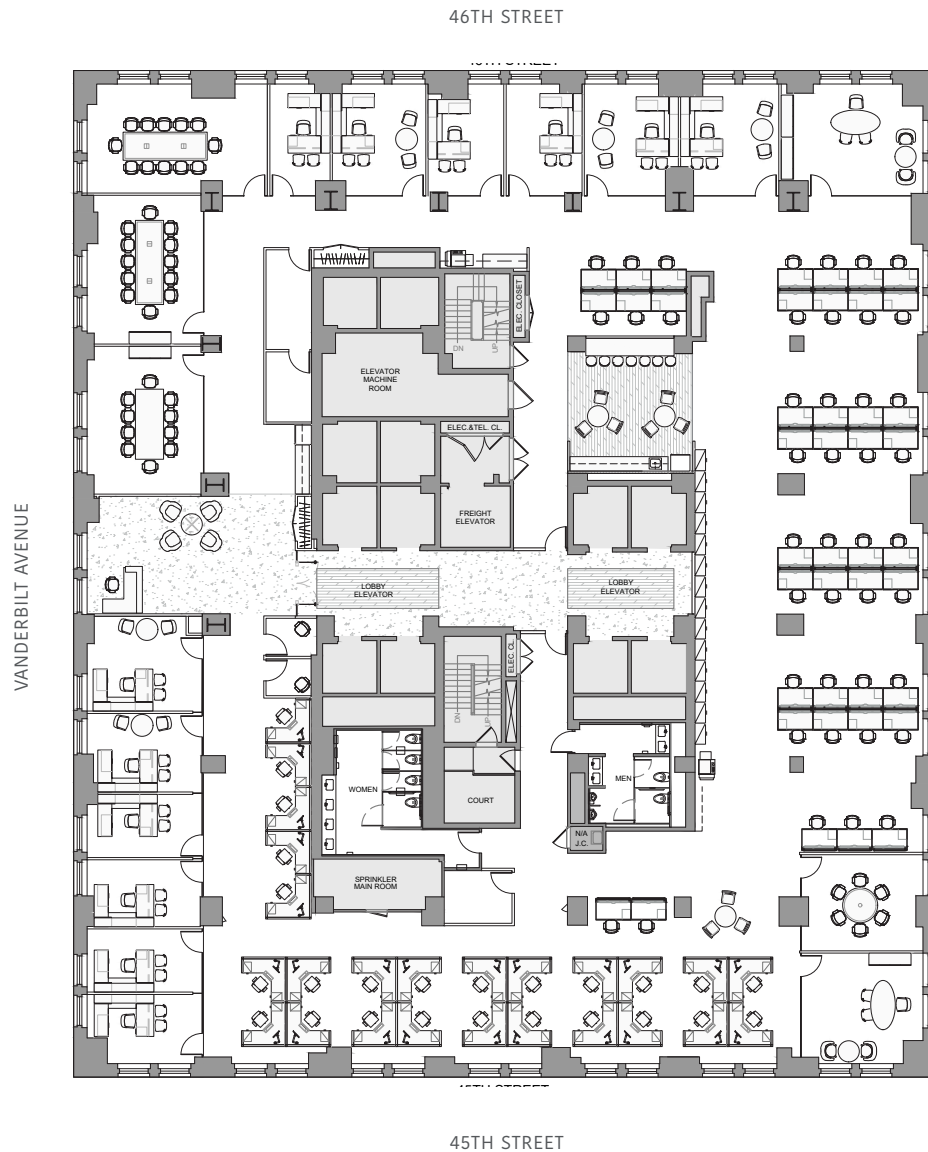 46TH STREET
ELEC. CLOSET
DN
UP
ELEVATOR
MACHINE
ROOM
ELEC.&TEL. CL.
FREIGHT
ELEVATOR
VANDERBILT AVENUE
LOBBY
ELEVATOR
LOBBY
ELEVATOR
ELEC. CL.
DN
UP
WOMEN
MEN
COURT
N/A
J.C.
SPRINKLER
MAIN ROOM
45TH STREET